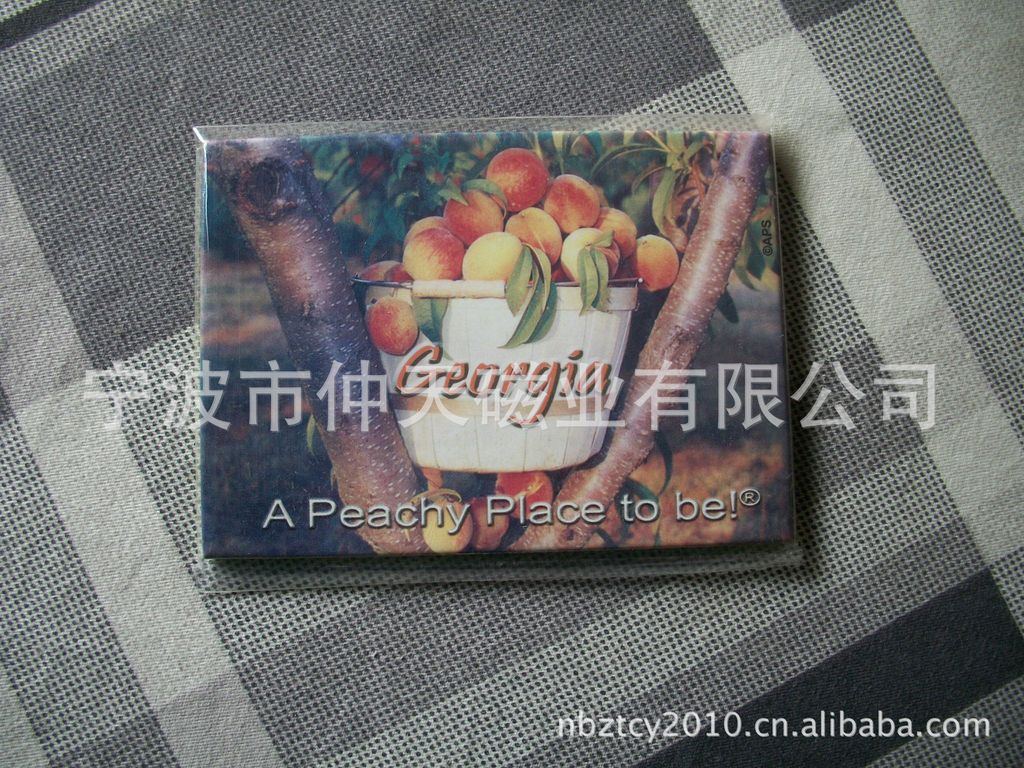 ©APS
Georgia
宁波市仲天磁业有限公司
A Peachy Place to be!®
nbztcy2010.cn.alibaba.com